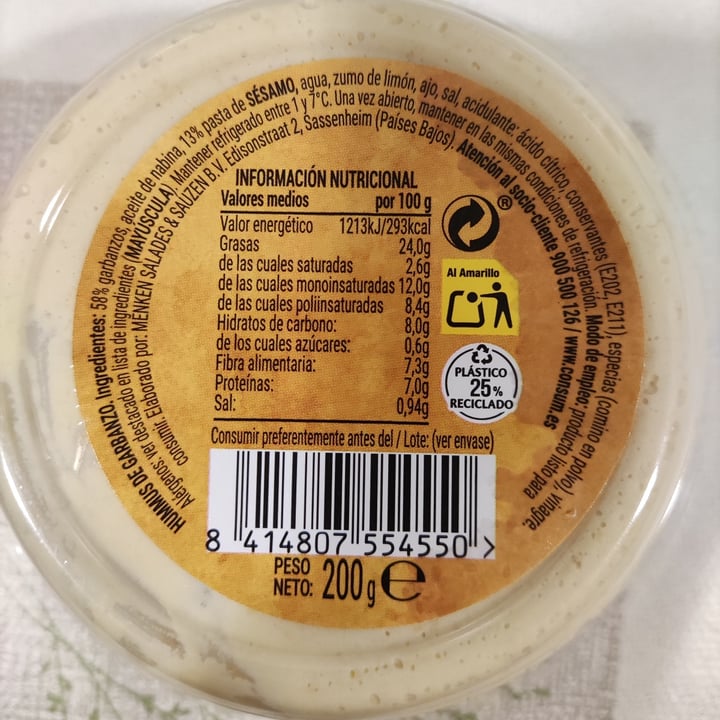 HUMMUS DE GARBANZO. Ingredientes: 58% garbanzos, aceite de nabina, 13% pasta de SÉSAMO, agua, zumo de limón, ajo, sal, acidulante: ácido cítrico, conservantes (E202, E211), especias (comino en polvo), vinagre.
Alérgenos: ver destacado en lista de ingredientes (MAYUSCULA). Mantener refrigerado entre 1 y 7°C. Una vez abierto, mantener en las mismas condiciones de refrigeración. Modo de empleo: producto listo para
consumir. Elaborado por: MENKEN SALADES & SAUZEN B.V. Edisonstraat 2, Sassenheim (Países Bajos). Atención al socio-cliente 900 500 126 / www.consum.es
INFORMACIÓN NUTRICIONAL
Valores medios por 100 g
Valor energético 1213kJ/293kcal
Grasas 24,0g
de las cuales saturadas 2,6g
de las cuales monoinsaturadas 12,0g
de las cuales poliinsaturadas 8,4g
Hidratos de carbono: 8,0g
de los cuales azúcares: 0,6g
Fibra alimentaria: 7,3g
Proteínas: 7,0g
Sal: 0,94g
®
Al Amarillo
PLÁSTICO
25%
RECICLADO
Consumir preferentemente antes del / Lote: (ver envase)
8 414807 554550 >
PESO
NETO: 200 g e